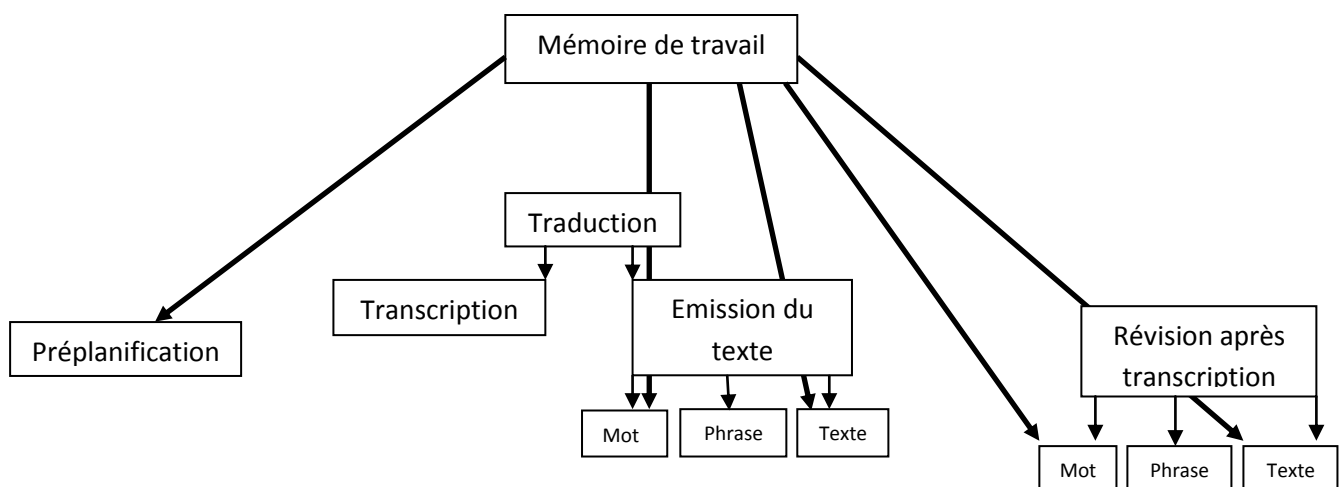 Mémoire de travail
Traduction
Transcription
Emission du
texte
Préplanification
Révision après
transcription
Mot
Phrase
Texte
Mot
Phrase
Texte